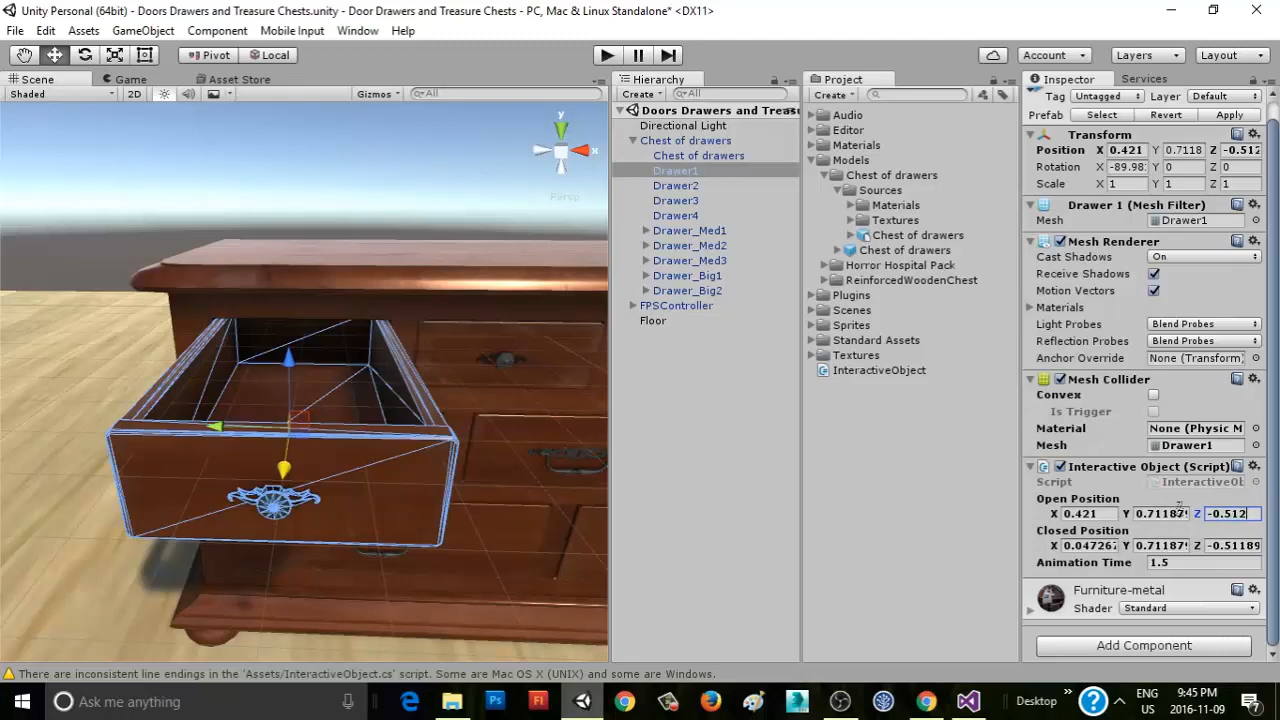 Unity Personal (64bit) - Doors Drawers and Treasure Chests.unity - Door Drawers and Treasure Chests - PC, Mac & Linux Standalone* <DX11>
File Edit Assets GameObject Component Mobile Input Window Help
Pivot Local Account Layers Layout
Scene Game Asset Store
Shaded 2D Gizmos All
y
x
Persp
Hierarchy
Create All
Doors Drawers and Treasu
Directional Light
Chest of drawers
Chest of drawers
Drawer1
Drawer2
Drawer3
Drawer4
Drawer_Med1
Drawer_Med2
Drawer_Med3
Drawer_Big1
Drawer_Big2
FPSController
Floor
Project
Create
Audio
Editor
Materials
Models
Chest of drawers
Sources
Materials
Textures
Chest of drawers
Chest of drawers
Horror Hospital Pack
ReinforcedWoodenChest
Plugins
Scenes
Sprites
Standard Assets
Textures
InteractiveObject
Inspector Services
Tag Untagged Layer Default
Prefab Select Revert Apply
Transform
Position X 0.421 Y 0.7118 Z -0.512
Rotation X -89.98 Y 0 Z 0
Scale X 1 Y 1 Z 1
Drawer 1 (Mesh Filter)
Mesh Drawer1
Mesh Renderer
Cast Shadows On
Receive Shadows
Motion Vectors
Materials
Light Probes Blend Probes
Reflection Probes Blend Probes
Anchor Override None (Transform)
Mesh Collider
Convex
Is Trigger
Material None (Physic M
Mesh Drawer1
Interactive Object (Script)
Script InteractiveOb
Open Position
X 0.421 Y 0.71187 Z -0.512
Closed Position
X 0.04726 Y 0.71187 Z -0.51189
Animation Time 1.5
Furniture-metal
Shader Standard
Add Component
There are inconsistent line endings in the 'Assets/InteractiveObject.cs' script. Some are Mac OS X (UNIX) and some are Windows.
Ask me anything
Desktop
ENG
9:45 PM
2016-11-09